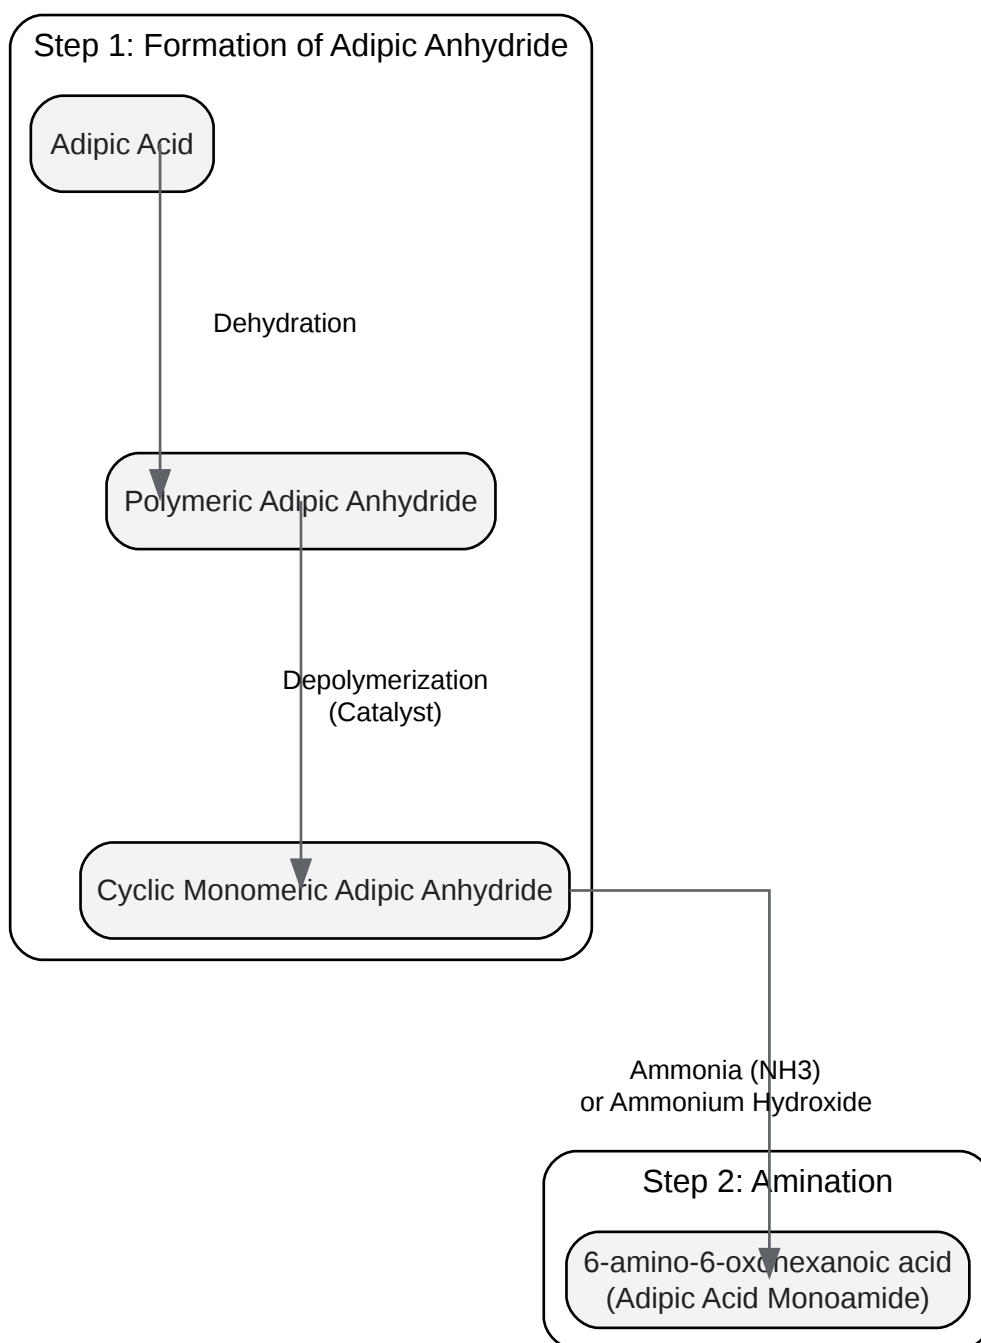 Step 1: Formation of Adipic Anhydride
Adipic Acid
Dehydration
Polymeric Adipic Anhydride
Depolymerization
(Catalyst)
Cyclic Monomeric Adipic Anhydride
Ammonia (NH3)
or Ammonium Hydroxide
Step 2: Amination
6-amino-6-oxohexanoic acid
(Adipic Acid Monoamide)